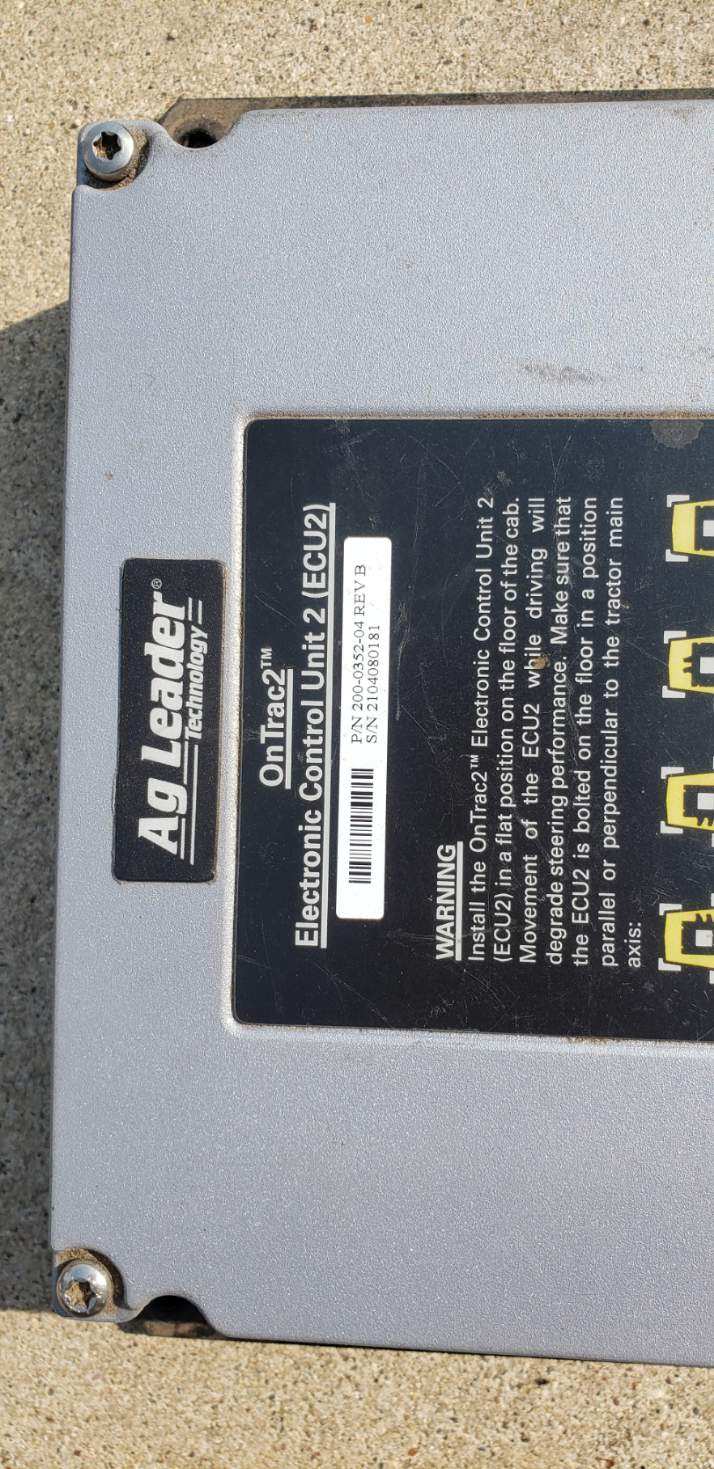 Ag Leader®
Technology
OnTrac2™
Electronic Control Unit 2 (ECU2)
P/N 200-0352-04 REV B
S/N 2104080181
WARNING
Install the OnTrac2™ Electronic Control Unit 2
(ECU2) in a flat position on the floor of the cab.
Movement of the ECU2 while driving will
degrade steering performance. Make sure that
the ECU2 is bolted on the floor in a position
parallel or perpendicular to the tractor main
axis: